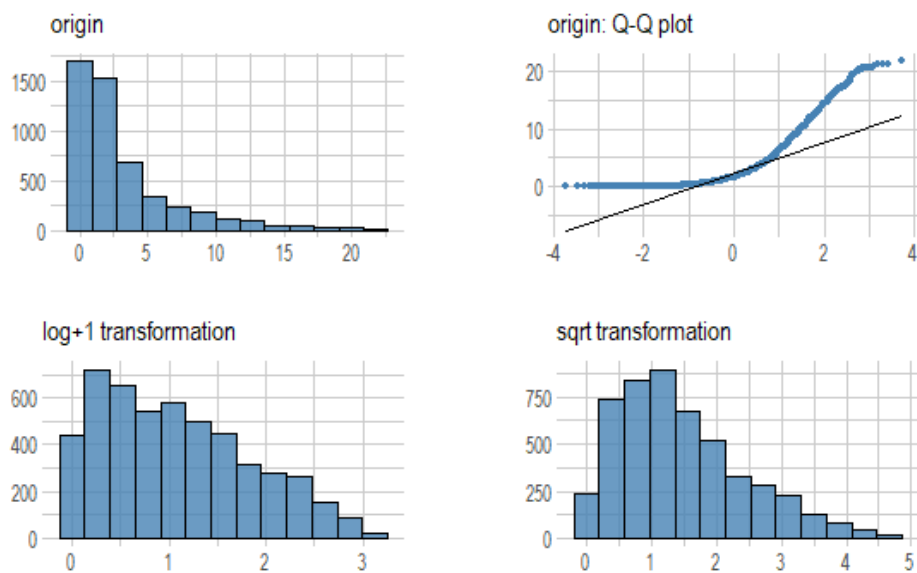 origin
1500
1000
500
0
0 5 10 15 20
origin: Q-Q plot
20
10
0
-4 -2 0 2 4
log+1 transformation
600
400
200
0
0 1 2 3
sqrt transformation
750
500
250
0
0 1 2 3 4 5